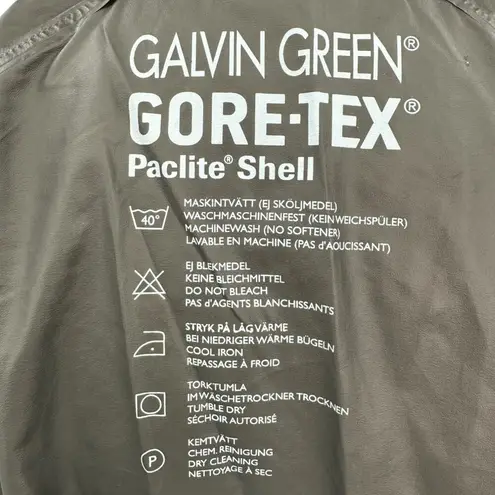 GALVIN GREEN®
GORE-TEX®
Paclite® Shell
40°
MASKINTVÄTT (EJ SKÖLJMEDEL)
WASCHMASCHINENFEST (KEIN WEICHSPÜLER)
MACHINEWASH (NO SOFTENER)
LAVABLE EN MACHINE (PAS d'AOUCISSANT)
EJ BLEKMEDEL
KEINE BLEICHMITTEL
DO NOT BLEACH
PAS d'AGENTS BLANCHISSANTS
STRYK PÅ LÅGVÄRME
BEI NIEDRIGER WÄRME BÜGELN
COOL IRON
REPASSAGE À FROID
TORKTUMLA
IM WÄSCHETROCKNER TROCKNEN
TUMBLE DRY
SÉCHOIR AUTORISÉ
P
KEMTVÄTT
CHEM. REINIGUNG
DRY CLEANING
NETTOYAGE À SEC